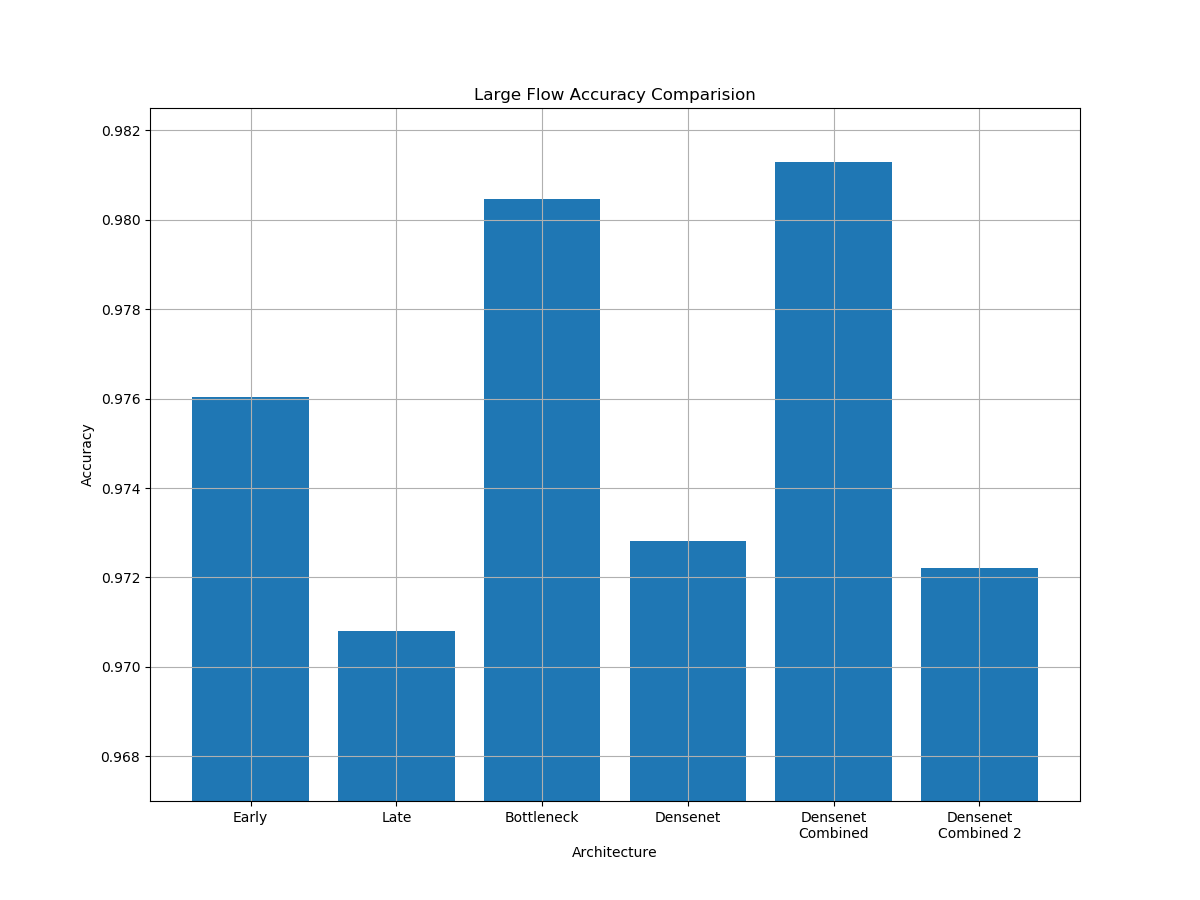 Large Flow Accuracy Comparision
0.982
0.980
0.978
0.976
0.974
0.972
0.970
0.968
Accuracy
Early
Late
Bottleneck
Densenet
Densenet
Combined
Densenet
Combined 2
Architecture